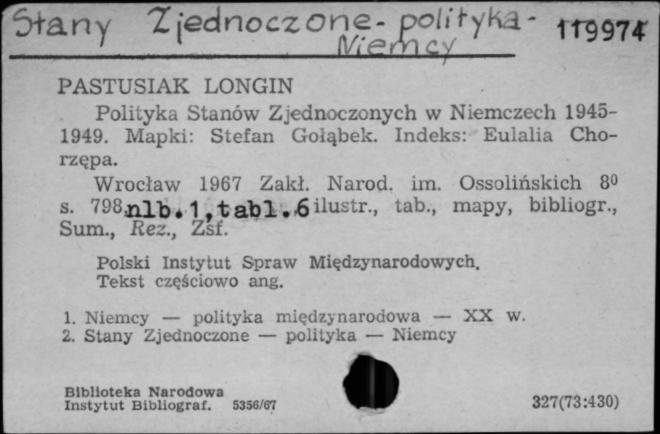 Stany Zjednoczone - polityka - 119974
Niemcy
PASTUSIAK LONGIN
Polityka Stanów Zjednoczonych w Niemczech 1945-
1949. Mapki: Stefan Gołąbek. Indeks: Eulalia Cho-
rzępa.
Wrocław 1967 Zakł. Narod. im. Ossolińskich 8⁰
s. 798, nlb. 1, tabl. 6 ilustr., tab., mapy, bibliogr.,
Sum., Rez., Zsf.
Polski Instytut Spraw Międzynarodowych.
Tekst częściowo ang.
1. Niemcy — polityka międzynarodowa — XX w.
2. Stany Zjednoczone — polityka — Niemcy
Biblioteka Narodowa
Instytut Bibliograf. 5356/67 327(73:430)